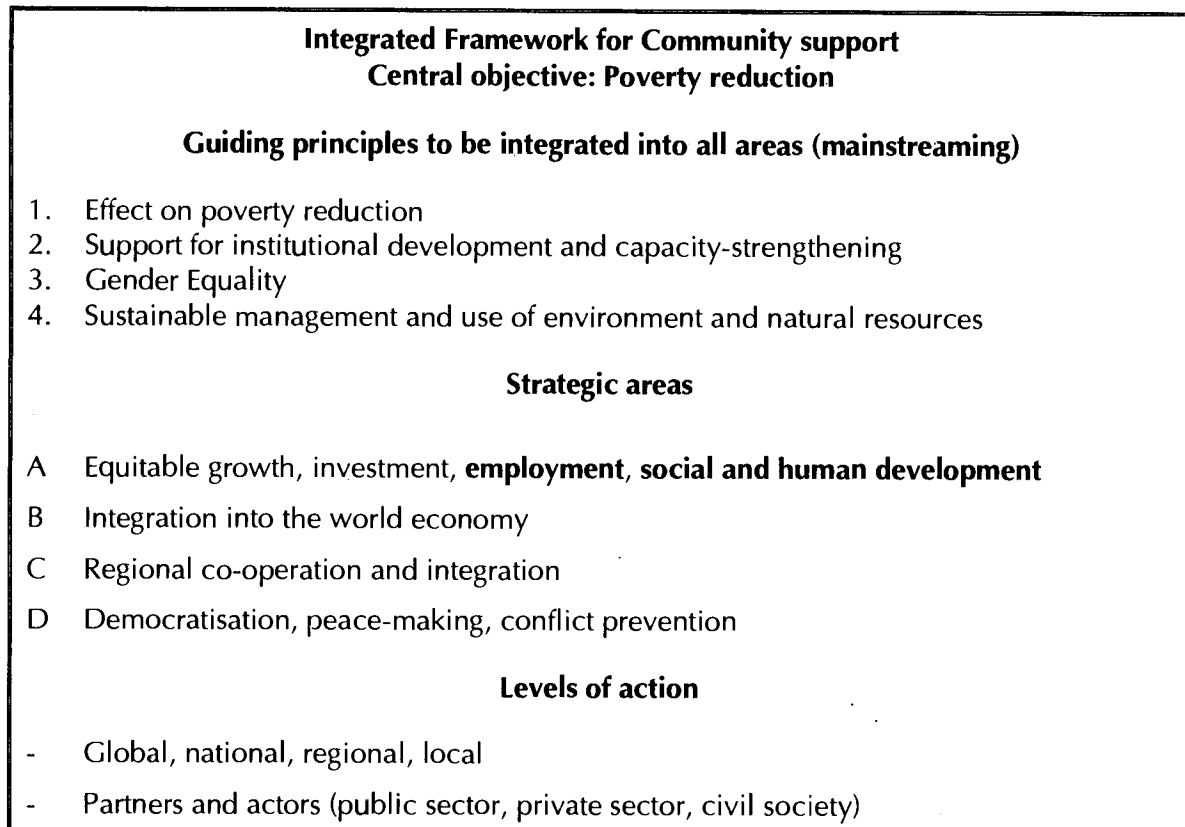 Integrated Framework for Community support
Central objective: Poverty reduction
Guiding principles to be integrated into all areas (mainstreaming)
1. Effect on poverty reduction
2. Support for institutional development and capacity-strengthening
3. Gender Equality
4. Sustainable management and use of environment and natural resources
Strategic areas
A Equitable growth, investment, employment, social and human development
B Integration into the world economy
C Regional co-operation and integration
D Democratisation, peace-making, conflict prevention
Levels of action
- Global, national, regional, local
- Partners and actors (public sector, private sector, civil society)